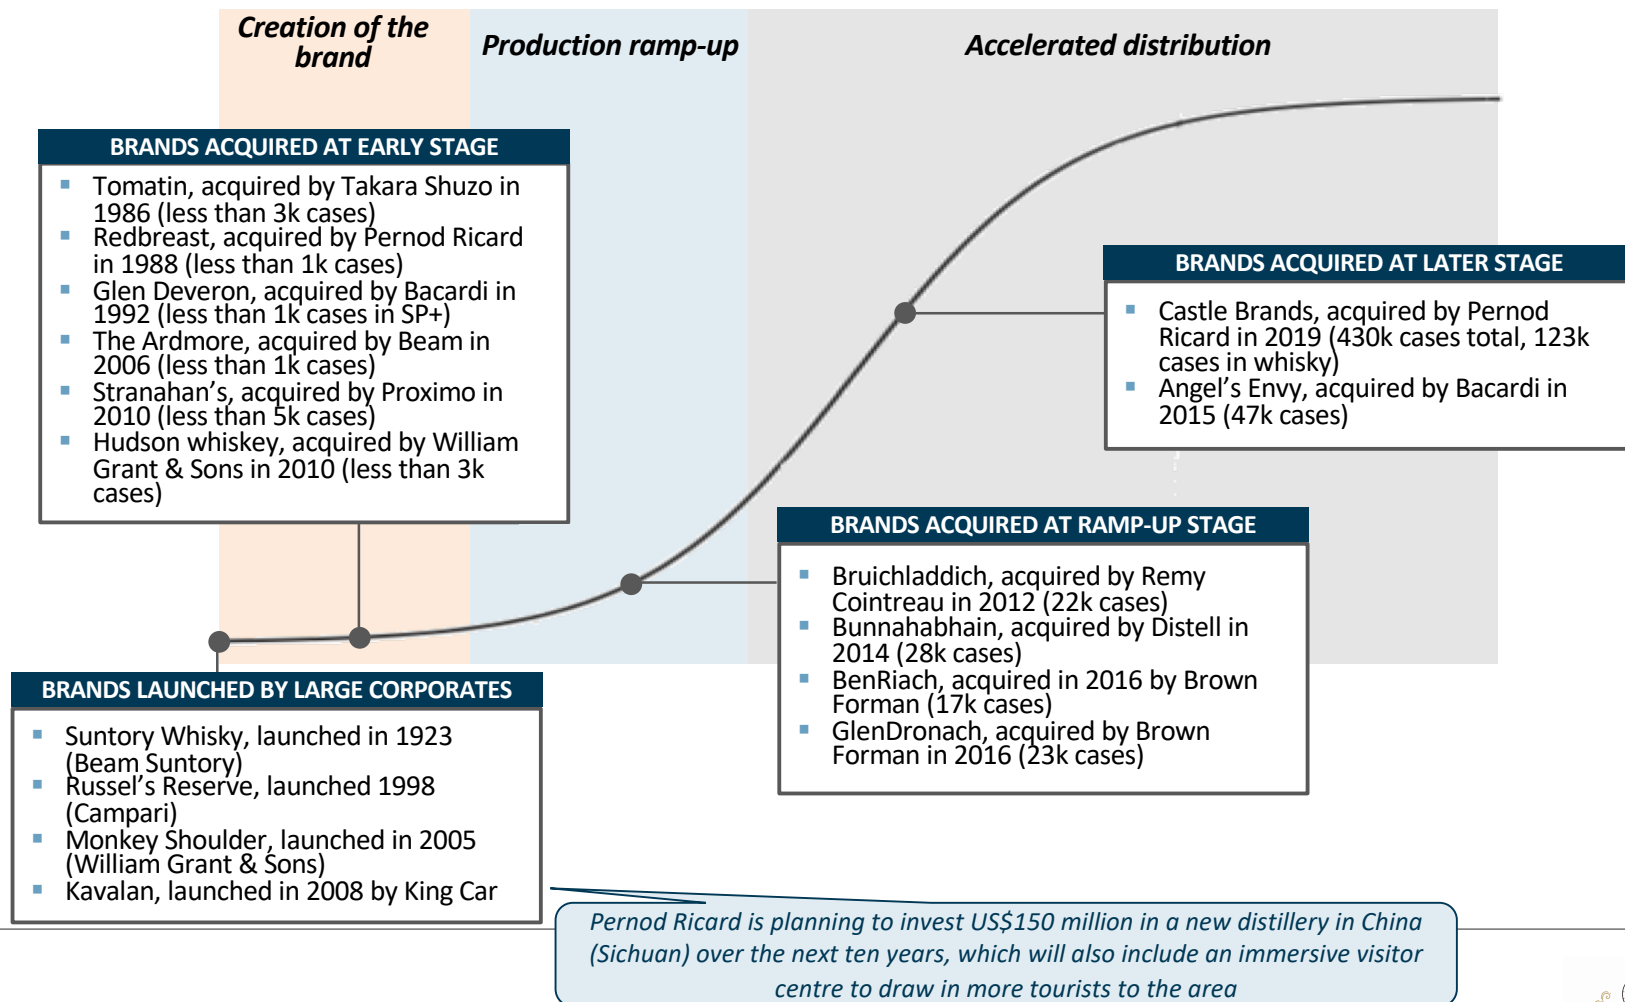 Creation of the
brand
Production ramp-up
Accelerated distribution
BRANDS ACQUIRED AT EARLY STAGE
▪ Tomatin, acquired by Takara Shuzo in
1986 (less than 3k cases)
▪ Redbreast, acquired by Pernod Ricard
in 1988 (less than 1k cases)
▪ Glen Deveron, acquired by Bacardi in
1992 (less than 1k cases in SP+)
▪ The Ardmore, acquired by Beam in
2006 (less than 1k cases)
▪ Stranahan’s, acquired by Proximo in
2010 (less than 5k cases)
▪ Hudson whiskey, acquired by William
Grant & Sons in 2010 (less than 3k
cases)
BRANDS ACQUIRED AT LATER STAGE
▪ Castle Brands, acquired by Pernod
Ricard in 2019 (430k cases total, 123k
cases in whisky)
▪ Angel’s Envy, acquired by Bacardi in
2015 (47k cases)
BRANDS ACQUIRED AT RAMP-UP STAGE
▪ Bruichladdich, acquired by Remy
Cointreau in 2012 (22k cases)
▪ Bunnahabhain, acquired by Distell in
2014 (28k cases)
▪ BenRiach, acquired in 2016 by Brown
Forman (17k cases)
▪ GlenDronach, acquired by Brown
Forman in 2016 (23k cases)
BRANDS LAUNCHED BY LARGE CORPORATES
▪ Suntory Whisky, launched in 1923
(Beam Suntory)
▪ Russel’s Reserve, launched 1998
(Campari)
▪ Monkey Shoulder, launched in 2005
(William Grant & Sons)
▪ Kavalan, launched in 2008 by King Car
Pernod Ricard is planning to invest US$150 million in a new distillery in China
(Sichuan) over the next ten years, which will also include an immersive visitor
centre to draw in more tourists to the area